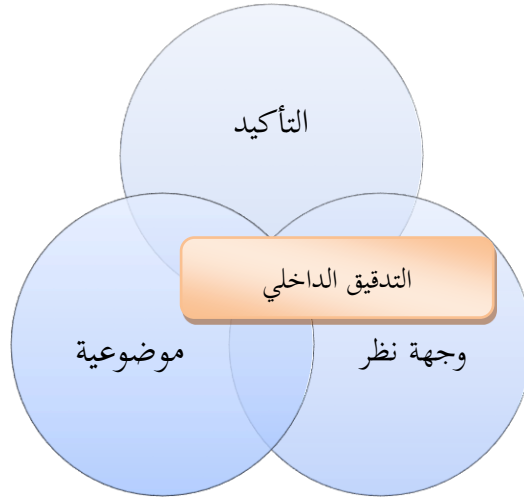 التأكيد
التدقيق الداخلي
وجهة نظر
موضوعية